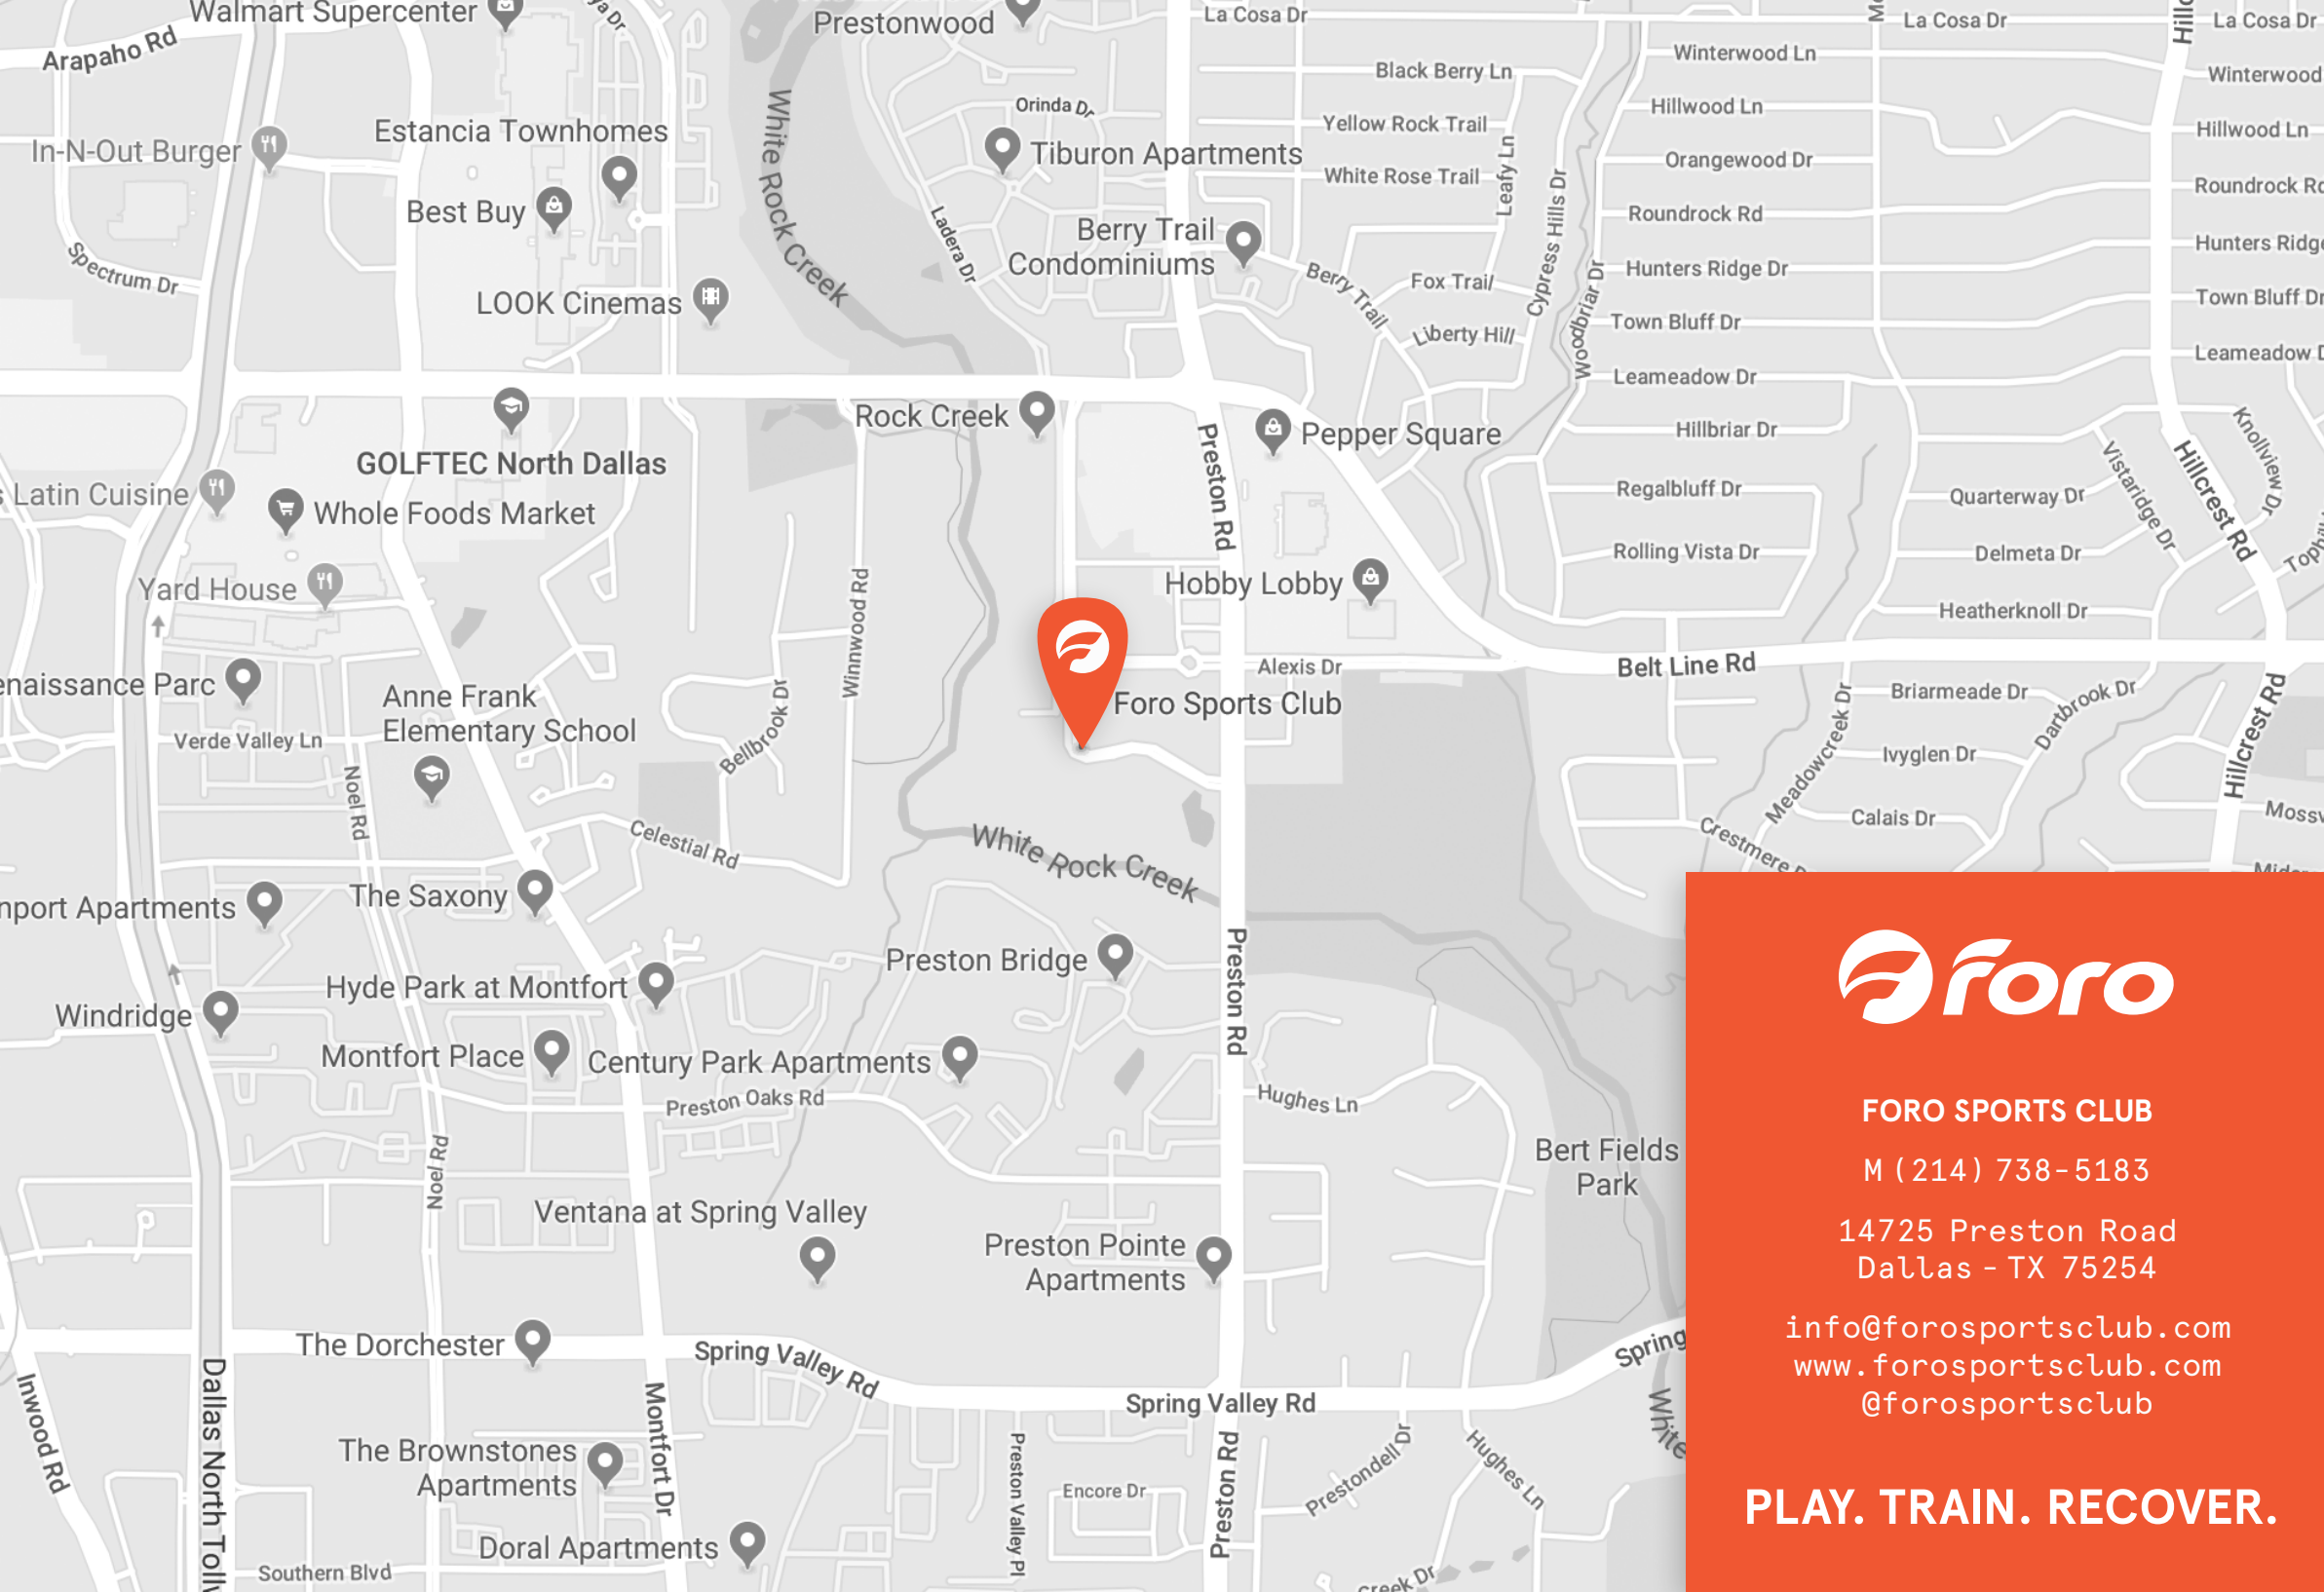 Walmart Supercenter
Prestonwood
La Cosa Dr
La Cosa Dr
La Cosa Dr
Arapaho Rd
Winterwood Ln
Winterwood
Black Berry Ln
Orinda Dr
Hillwood Ln
Hillwood Ln
Estancia Townhomes
White Rock Creek
Yellow Rock Trail
In-N-Out Burger
Tiburon Apartments
Orangewood Dr
White Rose Trail
Leafy Ln
Cypress Hills Dr
Roundrock Rd
Best Buy
Roundrock Rd
Ladera Dr
Berry Trail
Condominiums
Hunters Ridge
Spectrum Dr
Berry Trail
Fox Trail
Woodbriar Dr
Hunters Ridge Dr
LOOK Cinemas
Town Bluff Dr
Town Bluff Dr
Liberty Hill
Leameadow Dr
Leameadow
Rock Creek
Preston Rd
Pepper Square
Hillbriar Dr
Knollview Dr
GOLFTEC North Dallas
Vistaridge Dr
Hillcrest Rd
Latin Cuisine
Whole Foods Market
Regalbluff Dr
Quarterway Dr
Rolling Vista Dr
Delmeta Dr
Yard House
Winnwood Rd
Hobby Lobby
Heatherknoll Dr
Alexis Dr
Belt Line Rd
Foro Sports Club
enaissance Parc
Anne Frank
Elementary School
Bellbrook Dr
Briarmeade Dr
Dartbrook Dr
Meadowcreek Dr
Hillcrest Rd
Verde Valley Ln
Ivyglen Dr
Noel Rd
Calais Dr
Celestial Rd
White Rock Creek
Crestmere
The Saxony
nport Apartments
Preston Bridge
Preston Rd
Hyde Park at Montfort
Windridge
Montfort Place
Century Park Apartments
Preston Oaks Rd
Hughes Ln
Noel Rd
Bert Fields
Park
Ventana at Spring Valley
Preston Pointe
Apartments
The Dorchester
Spring Valley Rd
Spring Valley Rd
Spring
Inwood Rd
Dallas North Tollw
Montfort Dr
White
The Brownstones
Apartments
Preston Valley Pl
Preston Rd
Prestondell Dr
Hughes Ln
Encore Dr
Doral Apartments
Southern Blvd
Creek Dr
foro
FORO SPORTS CLUB
M (214) 738-5183
14725 Preston Road
Dallas - TX 75254
info@forosportsclub.com
www.forosportsclub.com
@forosportsclub
PLAY. TRAIN. RECOVER.